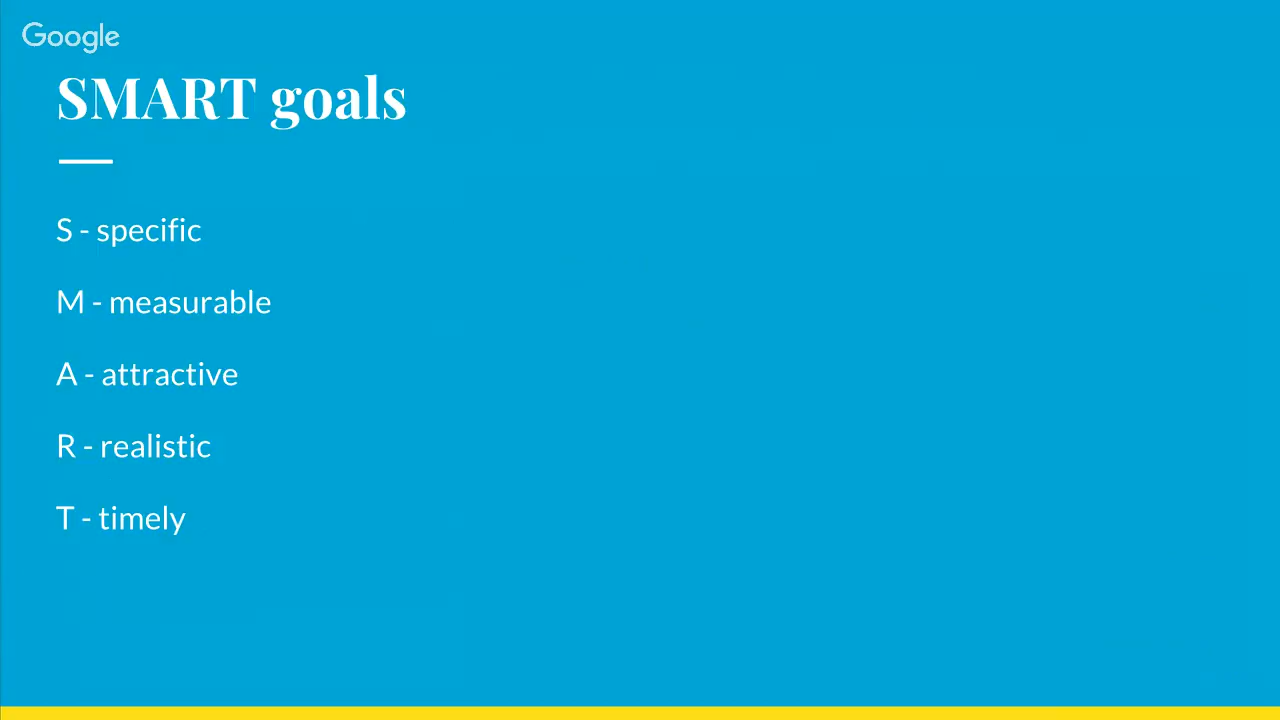 Google
SMART goals
S - specific
M - measurable
A - attractive
R - realistic
T - timely